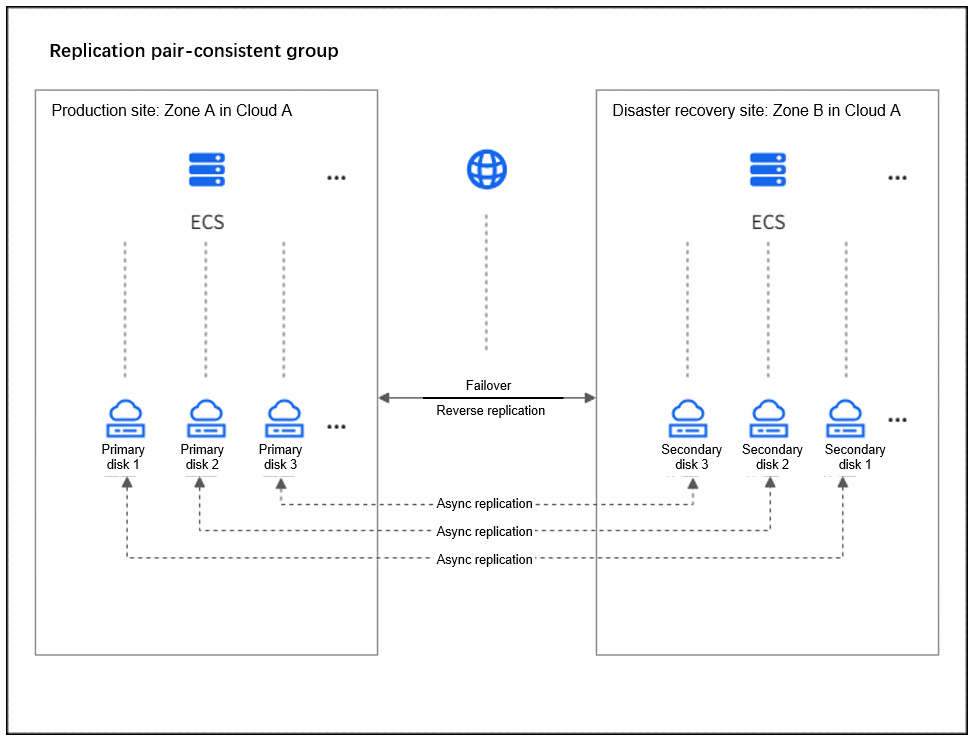 Replication pair-consistent group
Production site: Zone A in Cloud A
Disaster recovery site: Zone B in Cloud A
...
...
ECS
ECS
Failover
Reverse replication
...
...
Primary
disk 1
Primary
disk 2
Primary
disk 3
Secondary
disk 3
Secondary
disk 2
Secondary
disk 1
Async replication
Async replication
Async replication